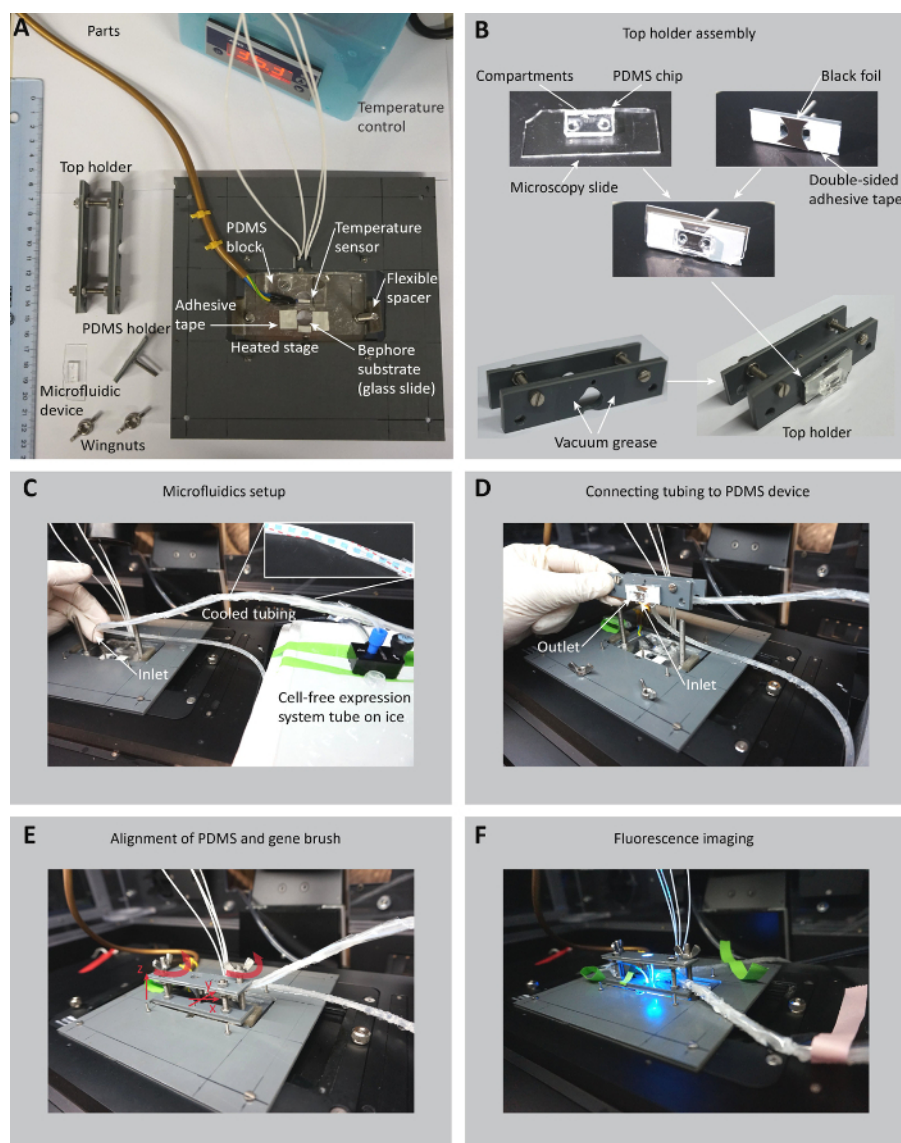 A
Parts
Temperature
control
Top holder
PDMS
block
Temperature
sensor
Flexible
spacer
Adhesive
tape
PDMS holder
Heated stage
Bephore
substrate
(glass slide)
Microfluidic
device
Wingnuts
B
Top holder assembly
Compartments
PDMS chip
Black foil
Microscopy slide
Double-sided
adhesive tape
Vacuum grease
Top holder
C
Microfluidics setup
Cooled tubing
Inlet
Cell-free expression
system tube on ice
D
Connecting tubing to PDMS device
Outlet
Inlet
E
Alignment of PDMS and gene brush
z
y
x
F
Fluorescence imaging